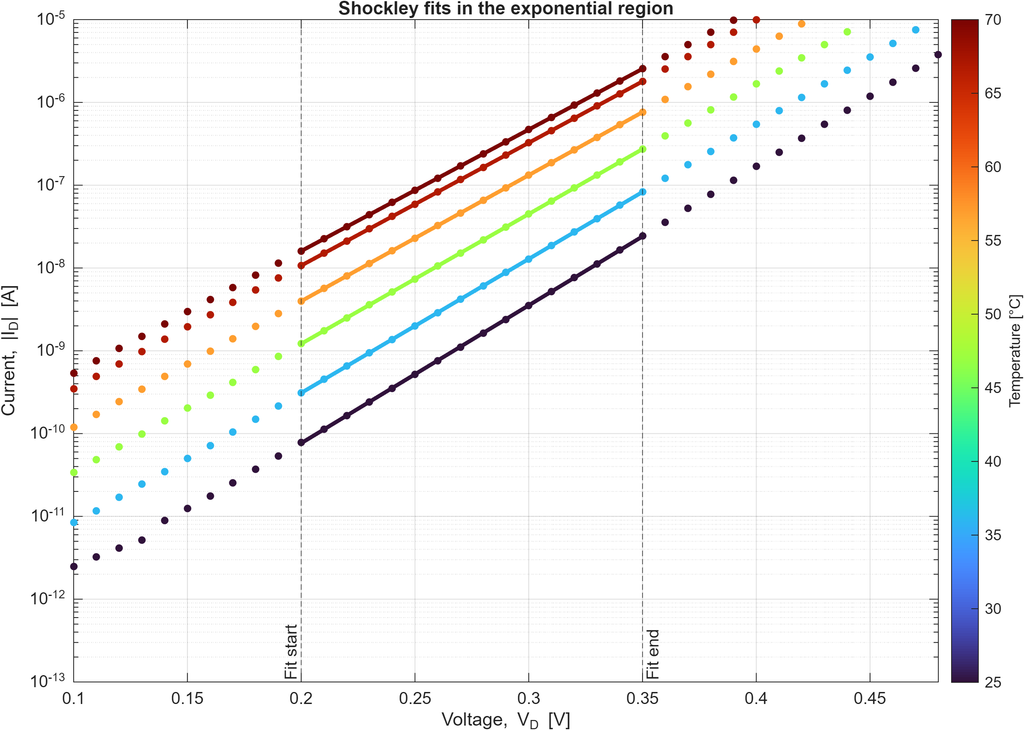 Shockley fits in the exponential region
10⁻⁵
10⁻⁶
10⁻⁷
10⁻⁸
10⁻⁹
10⁻¹⁰
10⁻¹¹
10⁻¹²
10⁻¹³
Current, ||I_D|| [A]
Fit start
Fit end
0.1 0.15 0.2 0.25 0.3 0.35 0.4 0.45
Voltage, V_D [V]
70
65
60
55
50
45
40
35
30
25
Temperature [°C]